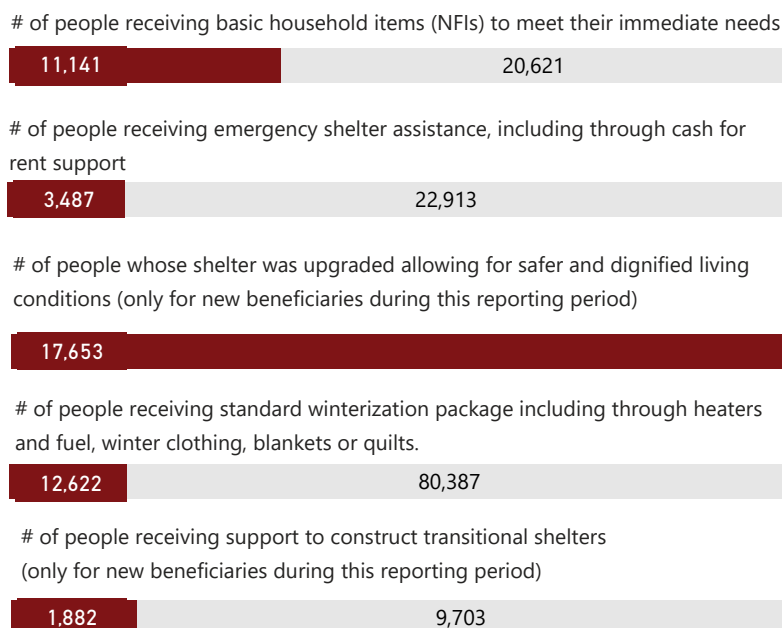 # of people receiving basic household items (NFIs) to meet their immediate needs
11,141 20,621
# of people receiving emergency shelter assistance, including through cash for
rent support
3,487 22,913
# of people whose shelter was upgraded allowing for safer and dignified living
conditions (only for new beneficiaries during this reporting period)
17,653
# of people receiving standard winterization package including through heaters
and fuel, winter clothing, blankets or quilts.
12,622 80,387
# of people receiving support to construct transitional shelters
(only for new beneficiaries during this reporting period)
1,882 9,703